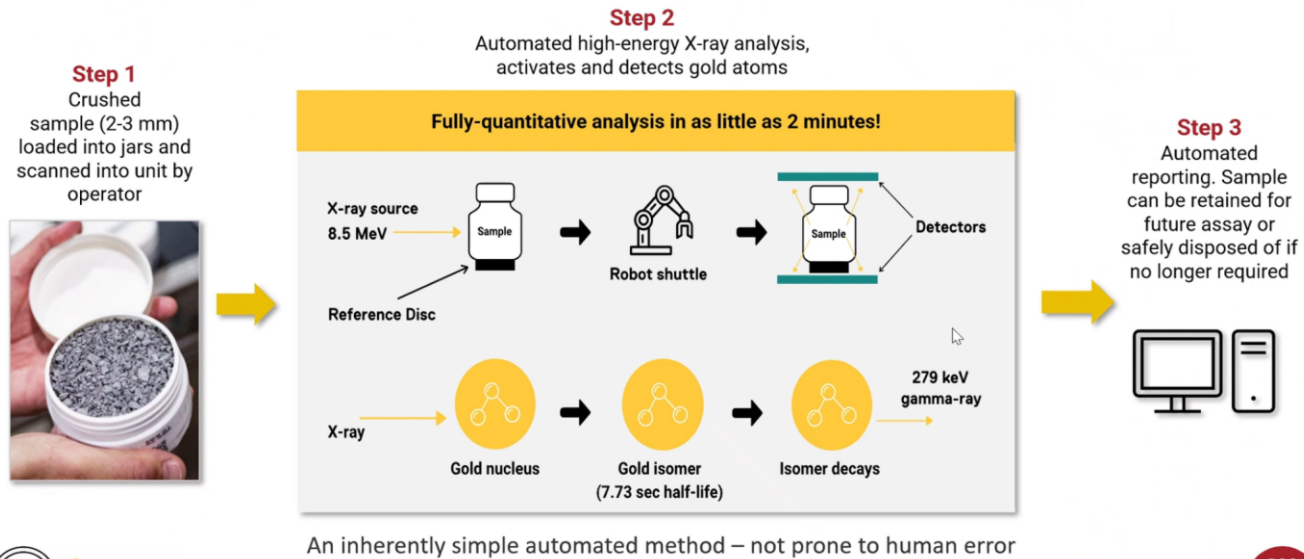 Step 1
Crushed
sample (2-3 mm)
loaded into jars and
scanned into unit by
operator
Step 2
Automated high-energy X-ray analysis,
activates and detects gold atoms
Fully-quantitative analysis in as little as 2 minutes!
X-ray source
8.5 MeV
Sample
Reference Disc
Robot shuttle
Sample
Detectors
X-ray
Gold nucleus
Gold isomer
(7.73 sec half-life)
Isomer decays
279 keV
gamma-ray
Step 3
Automated
reporting. Sample
can be retained for
future assay or
safely disposed of if
no longer required
An inherently simple automated method – not prone to human error